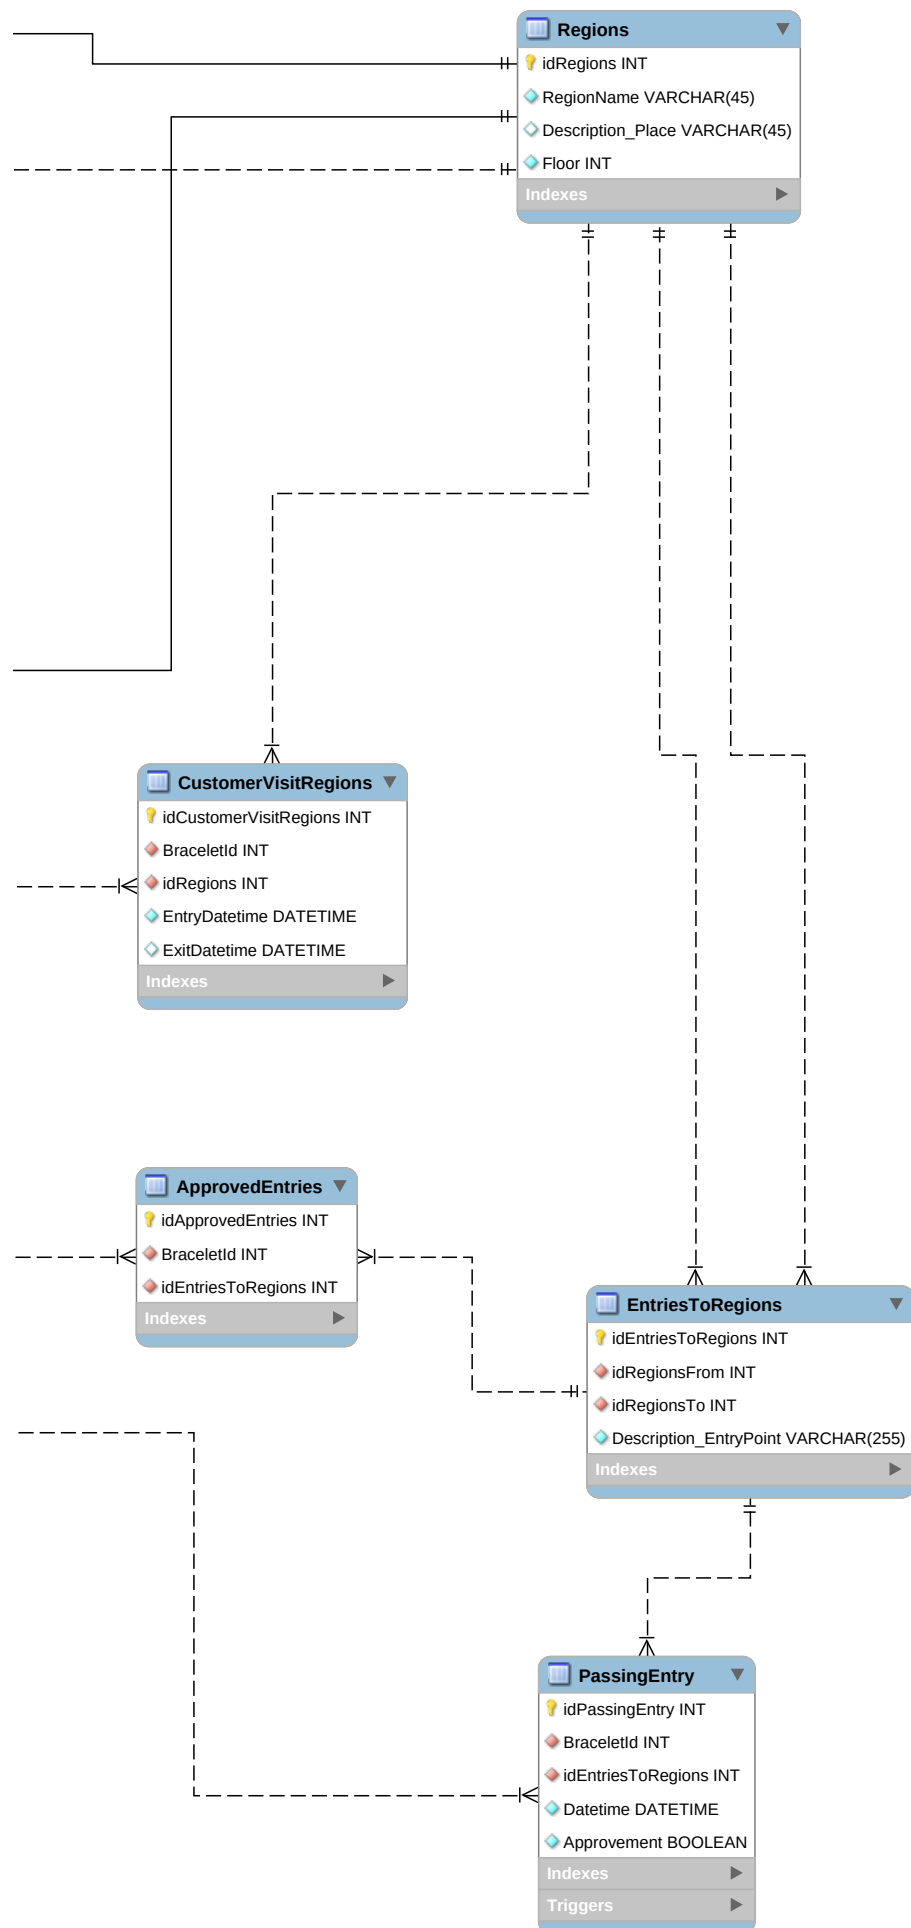 Regions
idRegions INT
RegionName VARCHAR(45)
Description_Place VARCHAR(45)
Floor INT
Indexes
CustomerVisitRegions
idCustomerVisitRegions INT
BraceletId INT
idRegions INT
EntryDatetime DATETIME
ExitDatetime DATETIME
Indexes
ApprovedEntries
idApprovedEntries INT
BraceletId INT
idEntriesToRegions INT
Indexes
EntriesToRegions
idEntriesToRegions INT
idRegionsFrom INT
idRegionsTo INT
Description_EntryPoint VARCHAR(255)
Indexes
PassingEntry
idPassingEntry INT
BraceletId INT
idEntriesToRegions INT
Datetime DATETIME
Approvement BOOLEAN
Indexes
Triggers